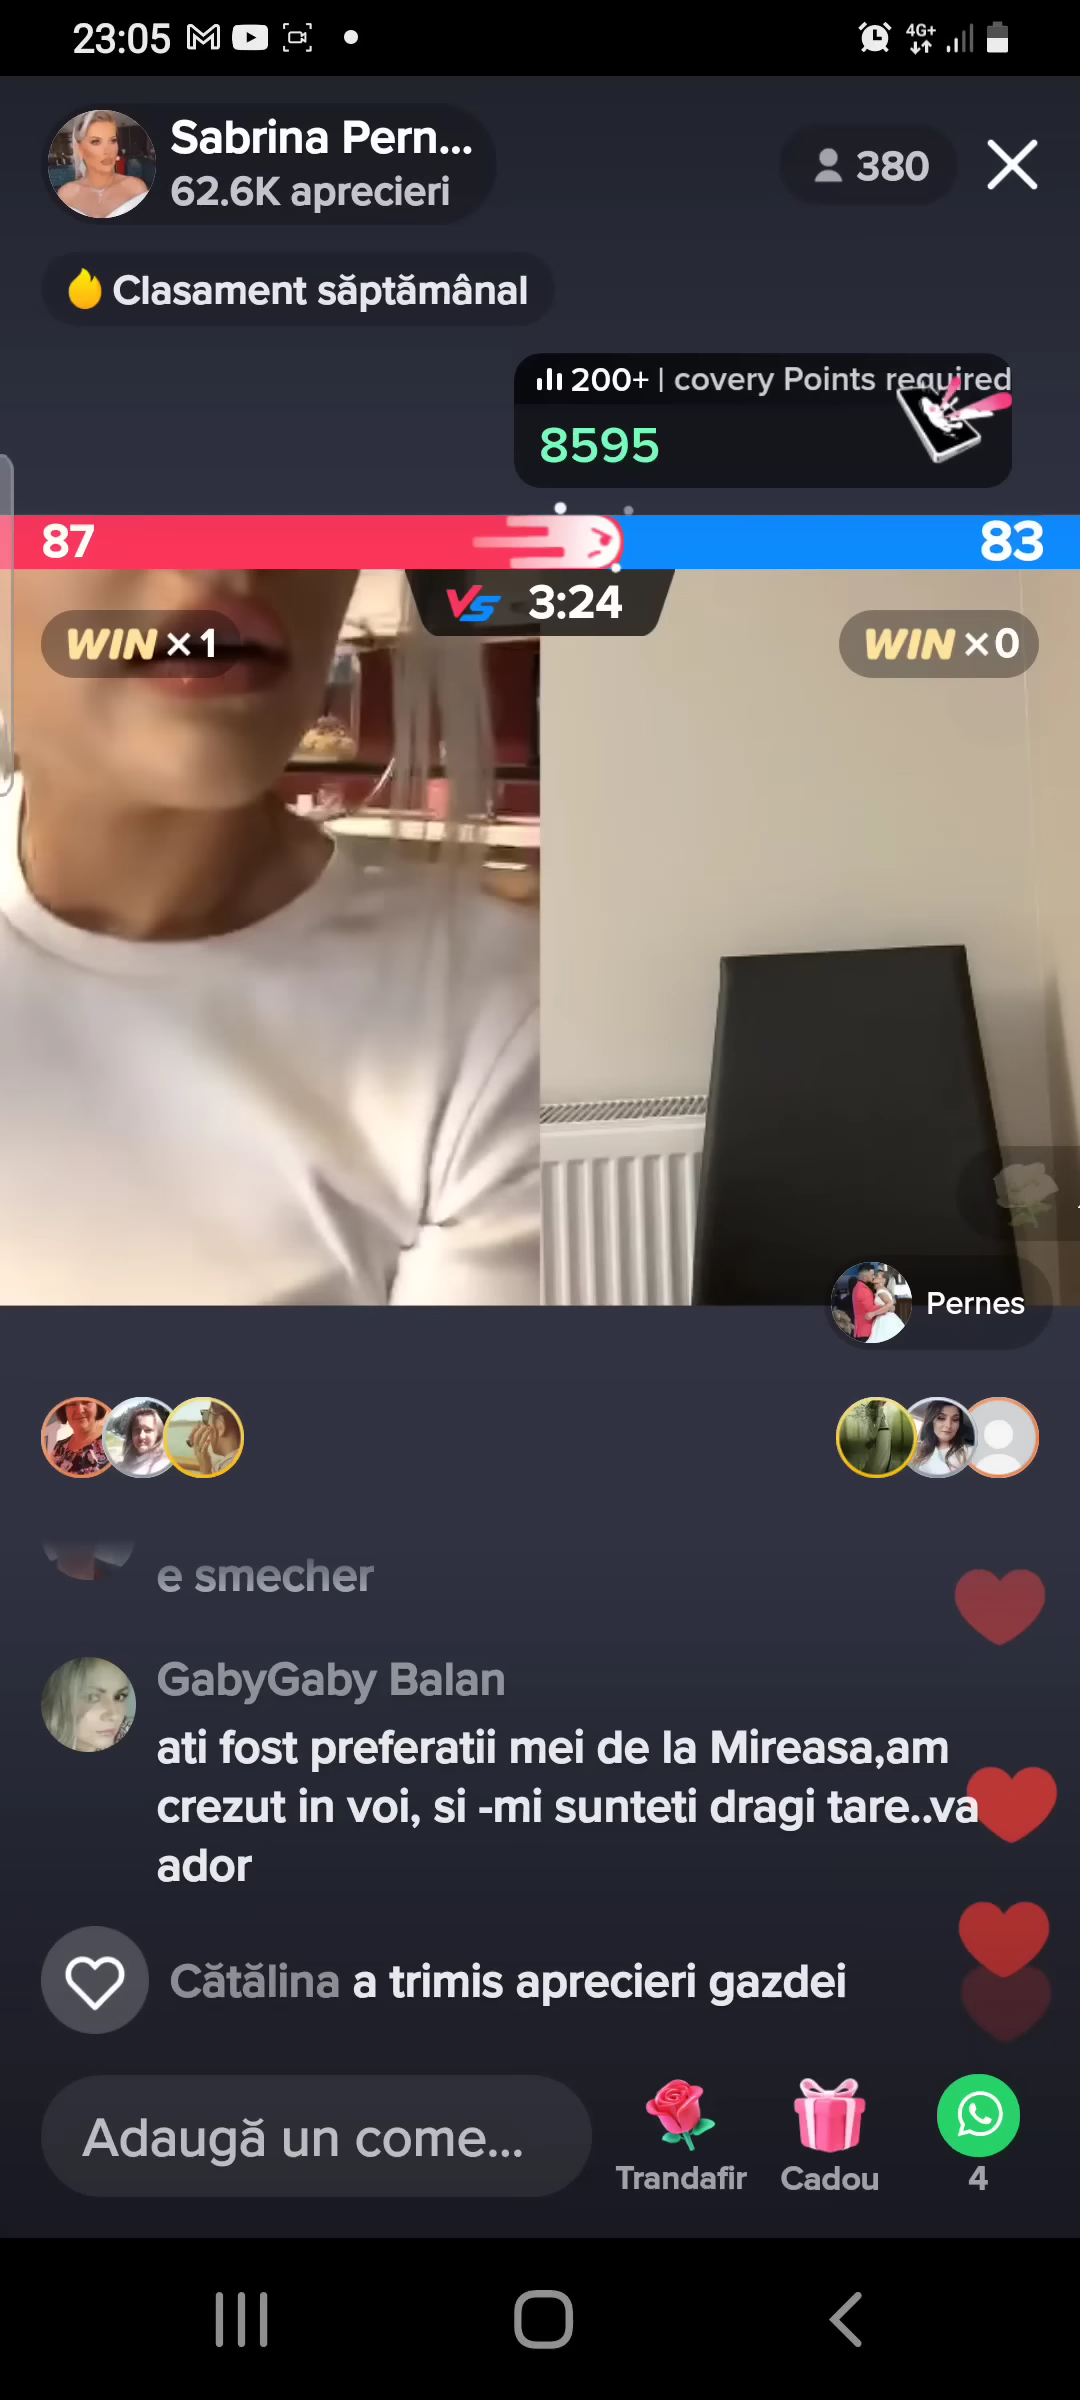 23:05
4G+
Sabrina Pern...
62.6K aprecieri
380
Clasament săptămânal
200+ | covery Points required
8595
87
83
VS 3:24
WIN ×1
WIN ×0
Pernes
e smecher
GabyGaby Balan
ati fost preferatii mei de la Mireasa,am
crezut in voi, si -mi sunteti dragi tare..va
ador
Cătălina a trimis aprecieri gazdei
Adaugă un come...
Trandafir
Cadou
4